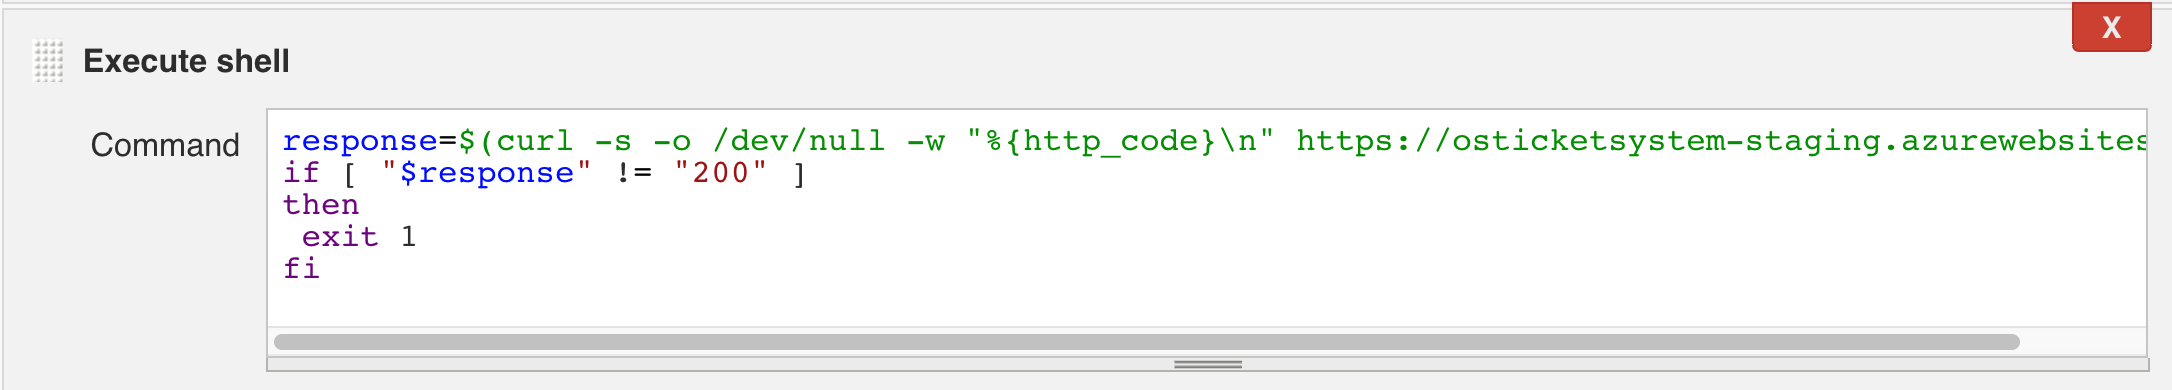 X
Execute shell
Command
response=$(curl -s -o /dev/null -w "%{http_code}\n" https://osticketsystem-staging.azurewebsites
if [ "$response" != "200" ]
then
 exit 1
fi